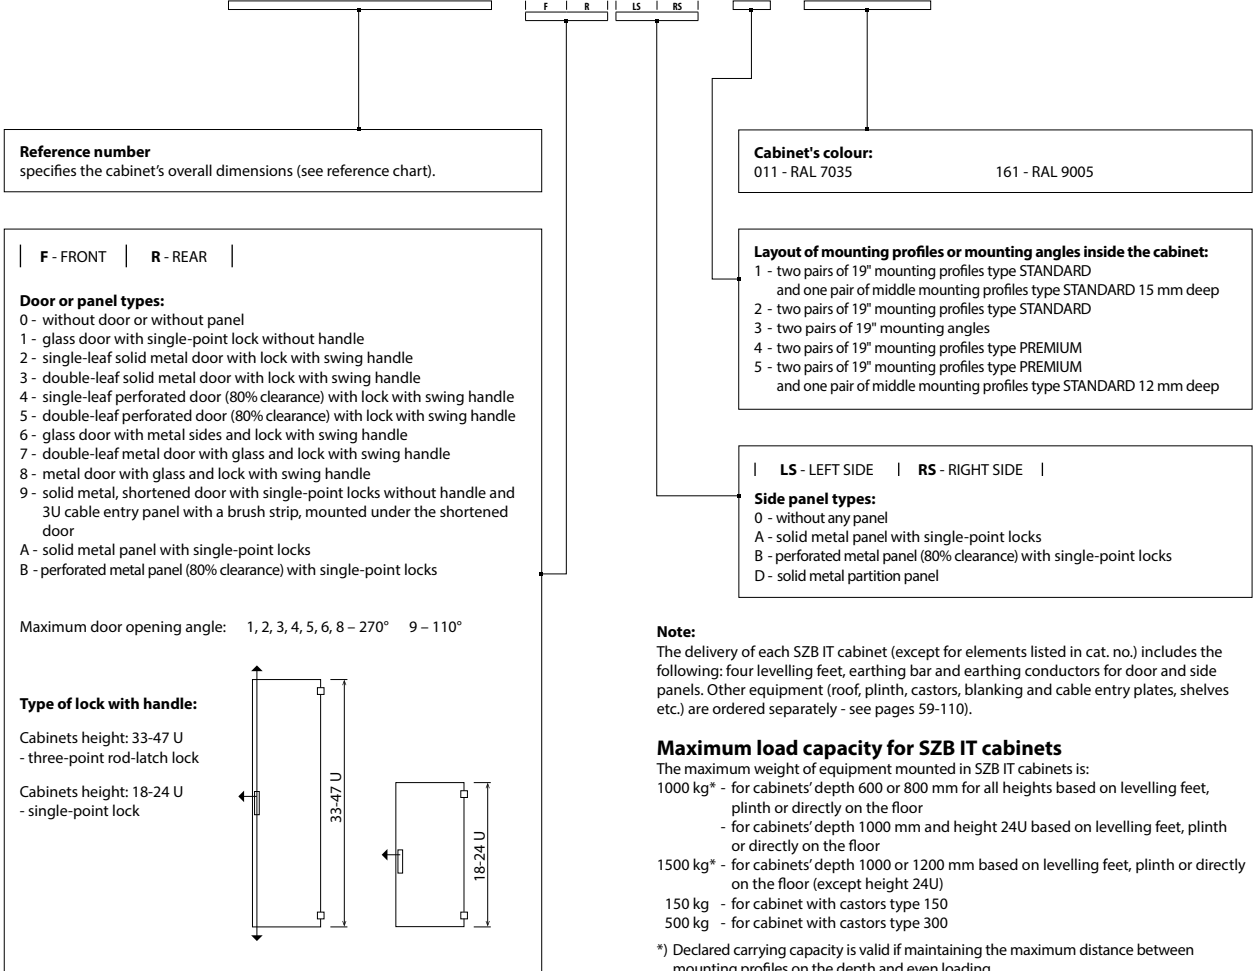 F R LS RS
Reference number
specifies the cabinet's overall dimensions (see reference chart).
F - FRONT R - REAR
Door or panel types:
0 - without door or without panel
1 - glass door with single-point lock without handle
2 - single-leaf solid metal door with lock with swing handle
3 - double-leaf solid metal door with lock with swing handle
4 - single-leaf perforated door (80% clearance) with lock with swing handle
5 - double-leaf perforated door (80% clearance) with lock with swing handle
6 - glass door with metal sides and lock with swing handle
7 - double-leaf metal door with glass and lock with swing handle
8 - metal door with glass and lock with swing handle
9 - solid metal, shortened door with single-point locks without handle and
3U cable entry panel with a brush strip, mounted under the shortened
door
A - solid metal panel with single-point locks
B - perforated metal panel (80% clearance) with single-point locks
Maximum door opening angle: 1, 2, 3, 4, 5, 6, 8 – 270° 9 – 110°
Type of lock with handle:
Cabinets height: 33-47 U
- three-point rod-latch lock
Cabinets height: 18-24 U
- single-point lock
33-47 U
18-24 U
Cabinet's colour:
011 - RAL 7035 161 - RAL 9005
Layout of mounting profiles or mounting angles inside the cabinet:
1 - two pairs of 19" mounting profiles type STANDARD
and one pair of middle mounting profiles type STANDARD 15 mm deep
2 - two pairs of 19" mounting profiles type STANDARD
3 - two pairs of 19" mounting angles
4 - two pairs of 19" mounting profiles type PREMIUM
5 - two pairs of 19" mounting profiles type PREMIUM
and one pair of middle mounting profiles type STANDARD 12 mm deep
LS - LEFT SIDE RS - RIGHT SIDE
Side panel types:
0 - without any panel
A - solid metal panel with single-point locks
B - perforated metal panel (80% clearance) with single-point locks
D - solid metal partition panel
Note:
The delivery of each SZB IT cabinet (except for elements listed in cat. no.) includes the
following: four levelling feet, earthing bar and earthing conductors for door and side
panels. Other equipment (roof, plinth, castors, blanking and cable entry plates, shelves
etc.) are ordered separately - see pages 59-110).
Maximum load capacity for SZB IT cabinets
The maximum weight of equipment mounted in SZB IT cabinets is:
1000 kg* - for cabinets' depth 600 or 800 mm for all heights based on levelling feet,
plinth or directly on the floor
- for cabinets' depth 1000 mm and height 24U based on levelling feet, plinth
or directly on the floor
1500 kg* - for cabinets' depth 1000 or 1200 mm based on levelling feet, plinth or directly
on the floor (except height 24U)
150 kg - for cabinet with castors type 150
500 kg - for cabinet with castors type 300
*) Declared carrying capacity is valid if maintaining the maximum distance between
mounting profiles on the depth and even loading